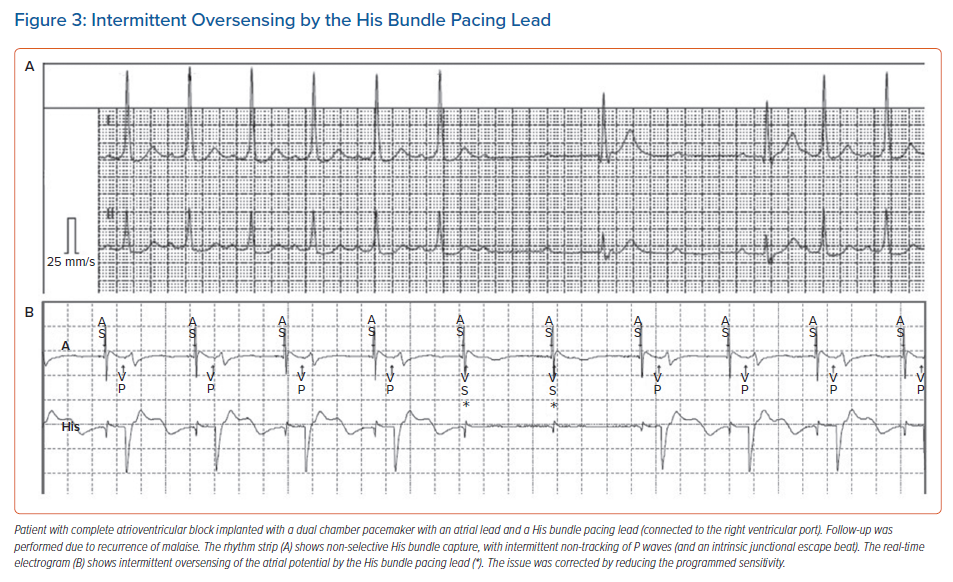 Figure 3: Intermittent Oversensing by the His Bundle Pacing Lead
A
I
II
25 mm/s
B
A S A S A S A S A S A S A S A S A S A S
A
V P V P V P V P V S V S V P V P V P V P
* *
His
Patient with complete atrioventricular block implanted with a dual chamber pacemaker with an atrial lead and a His bundle pacing lead (connected to the right ventricular port). Follow-up was
performed due to recurrence of malaise. The rhythm strip (A) shows non-selective His bundle capture, with intermittent non-tracking of P waves (and an intrinsic junctional escape beat). The real-time
electrogram (B) shows intermittent oversensing of the atrial potential by the His bundle pacing lead (*). The issue was corrected by reducing the programmed sensitivity.